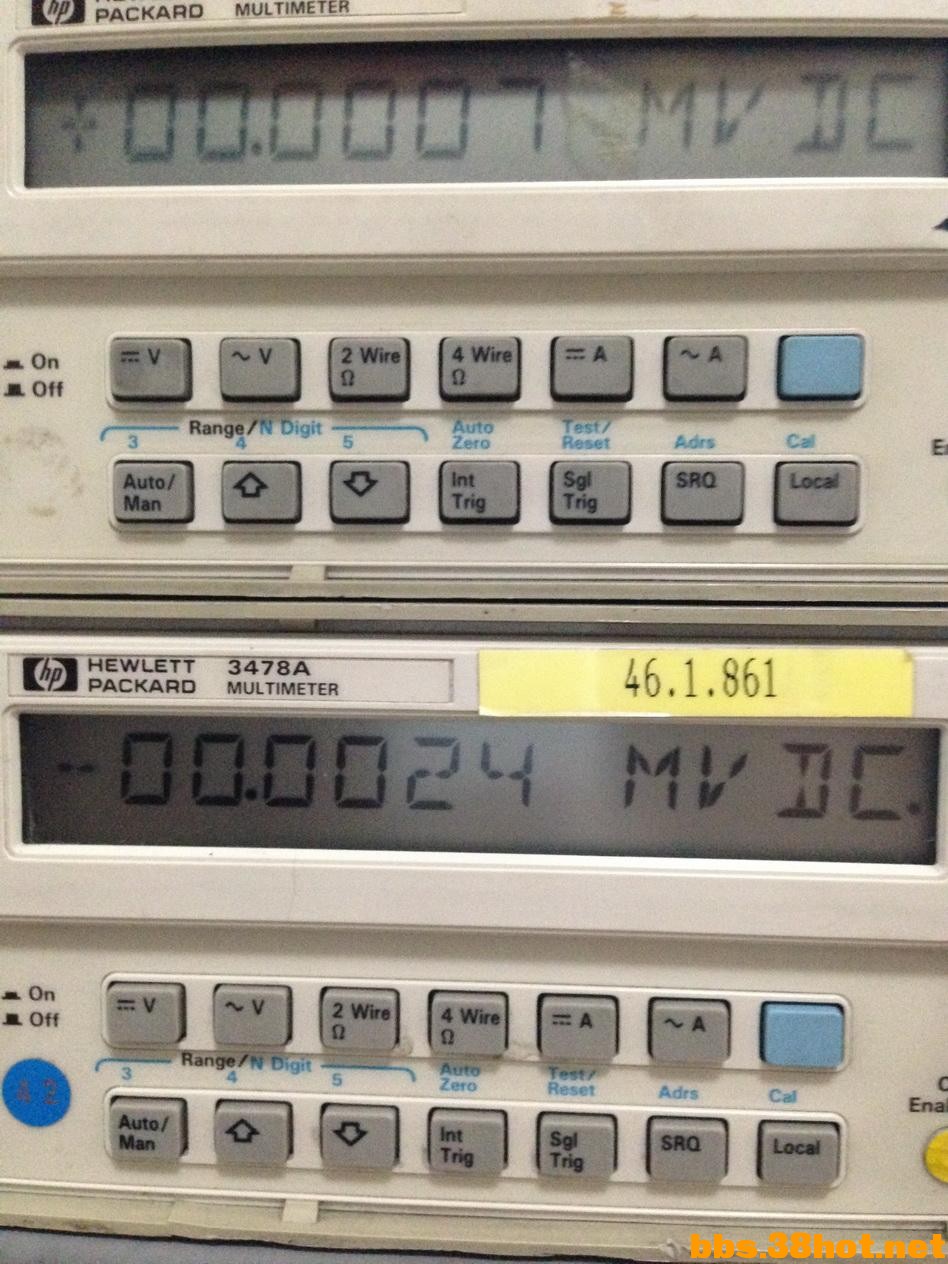 hp PACKARD MULTIMETER
+00.0007 MV DC
On
Off
⎓ V ~ V 2 Wire Ω 4 Wire Ω ⎓ A ~ A
Range/N Digit
3 4 5 Auto Zero Test/Reset Adrs Cal
Auto/Man Int Trig Sgl Trig SRQ Local
hp HEWLETT PACKARD 3478A MULTIMETER
46.1.861
-00.0024 MV DC.
On
Off
⎓ V ~ V 2 Wire Ω 4 Wire Ω ⎓ A ~ A
Range/N Digit
3 4 5 Auto Zero Test/Reset Adrs Cal
42
Auto/Man Int Trig Sgl Trig SRQ Local
bbs.38hot.net